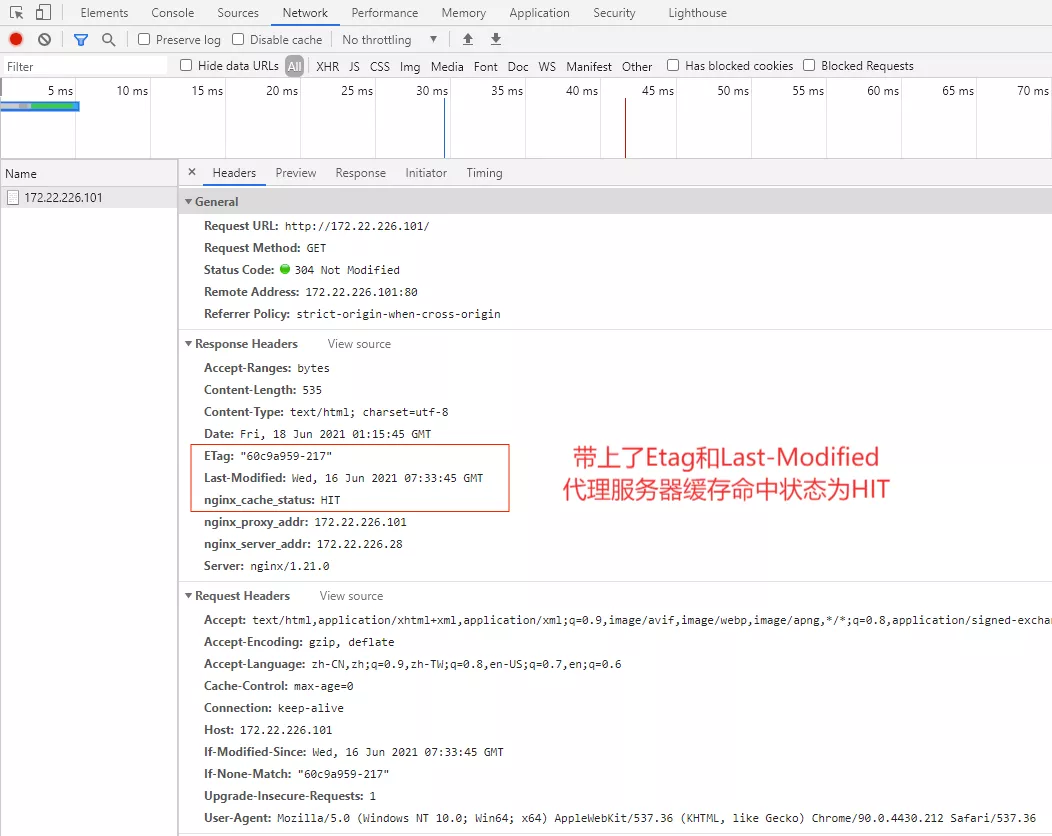 Elements Console Sources Network Performance Memory Application Security Lighthouse
Preserve log Disable cache No throttling
Filter Hide data URLs All XHR JS CSS Img Media Font Doc WS Manifest Other Has blocked cookies Blocked Requests
5 ms 10 ms 15 ms 20 ms 25 ms 30 ms 35 ms 40 ms 45 ms 50 ms 55 ms 60 ms 65 ms 70 ms
Name
172.22.226.101
× Headers Preview Response Initiator Timing
General
Request URL: http://172.22.226.101/
Request Method: GET
Status Code: 304 Not Modified
Remote Address: 172.22.226.101:80
Referrer Policy: strict-origin-when-cross-origin
Response Headers View source
Accept-Ranges: bytes
Content-Length: 535
Content-Type: text/html; charset=utf-8
Date: Fri, 18 Jun 2021 01:15:45 GMT
ETag: "60c9a959-217"
Last-Modified: Wed, 16 Jun 2021 07:33:45 GMT
nginx_cache_status: HIT
nginx_proxy_addr: 172.22.226.101
nginx_server_addr: 172.22.226.28
Server: nginx/1.21.0
带上了Etag和Last-Modified
代理服务器缓存命中状态为HIT
Request Headers View source
Accept: text/html,application/xhtml+xml,application/xml;q=0.9,image/avif,image/webp,image/apng,*/*;q=0.8,application/signed-excha
Accept-Encoding: gzip, deflate
Accept-Language: zh-CN,zh;q=0.9,zh-TW;q=0.8,en-US;q=0.7,en;q=0.6
Cache-Control: max-age=0
Connection: keep-alive
Host: 172.22.226.101
If-Modified-Since: Wed, 16 Jun 2021 07:33:45 GMT
If-None-Match: "60c9a959-217"
Upgrade-Insecure-Requests: 1
User-Agent: Mozilla/5.0 (Windows NT 10.0; Win64; x64) AppleWebKit/537.36 (KHTML, like Gecko) Chrome/90.0.4430.212 Safari/537.36